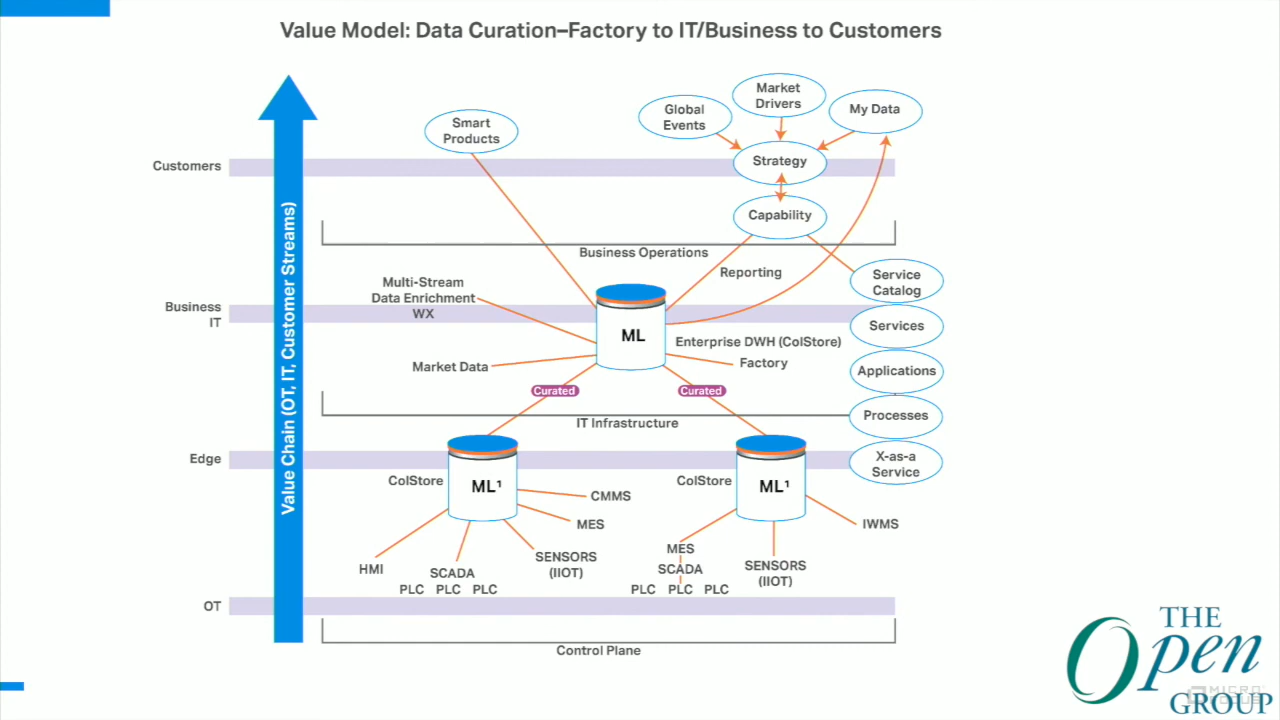 Value Model: Data Curation–Factory to IT/Business to Customers
Value Chain (OT, IT, Customer Streams)
Customers
Business
IT
Edge
OT
Smart
Products
Global
Events
Market
Drivers
My Data
Strategy
Capability
Business Operations
Reporting
Service
Catalog
Services
Applications
Processes
X-as-a
Service
Multi-Stream
Data Enrichment
WX
Market Data
ML
Enterprise DWH (ColStore)
Factory
Curated
Curated
IT Infrastructure
ColStore
ML¹
CMMS
MES
SENSORS
(IIOT)
HMI
SCADA
PLC PLC PLC
ColStore
ML¹
IWMS
MES
SCADA
PLC PLC PLC
SENSORS
(IIOT)
Control Plane
THE
Open
GROUP
MICRO
FOCUS